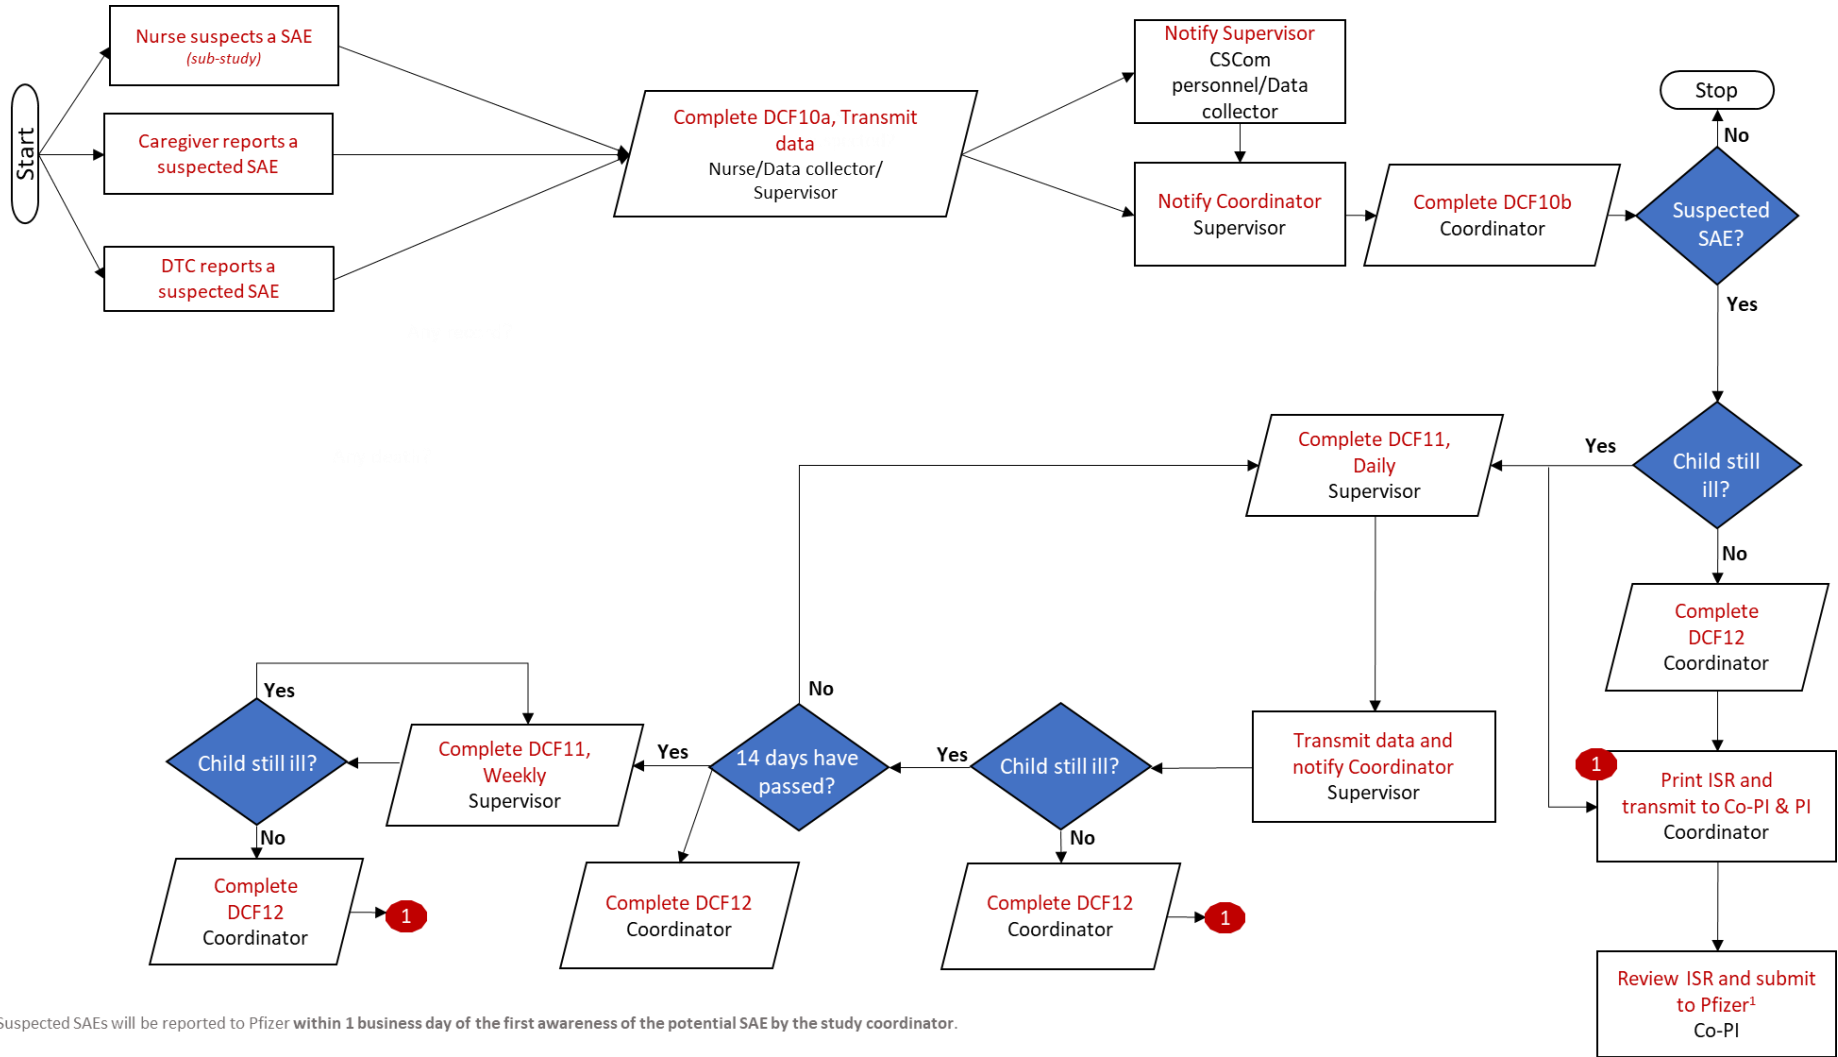 Start
Nurse suspects a SAE
(sub-study)
Caregiver reports a
suspected SAE
DTC reports a
suspected SAE
Complete DCF10a, Transmit
data
Nurse/Data collector/
Supervisor
Notify Supervisor
CSCom
personnel/Data
collector
Notify Coordinator
Supervisor
Complete DCF10b
Coordinator
Stop
No
Suspected
SAE?
Yes
Child still
ill?
Yes
No
Complete DCF11,
Daily
Supervisor
Complete
DCF12
Coordinator
1
Print ISR and
transmit to Co-PI & PI
Coordinator
Review ISR and submit
to Pfizer¹
Co-PI
Transmit data and
notify Coordinator
Supervisor
Child still ill?
Yes
No
Complete DCF12
Coordinator
1
14 days have
passed?
No
Yes
Complete DCF12
Coordinator
Complete DCF11,
Weekly
Supervisor
Child still ill?
Yes
No
Complete
DCF12
Coordinator
1
Suspected SAEs will be reported to Pfizer within 1 business day of the first awareness of the potential SAE by the study coordinator.